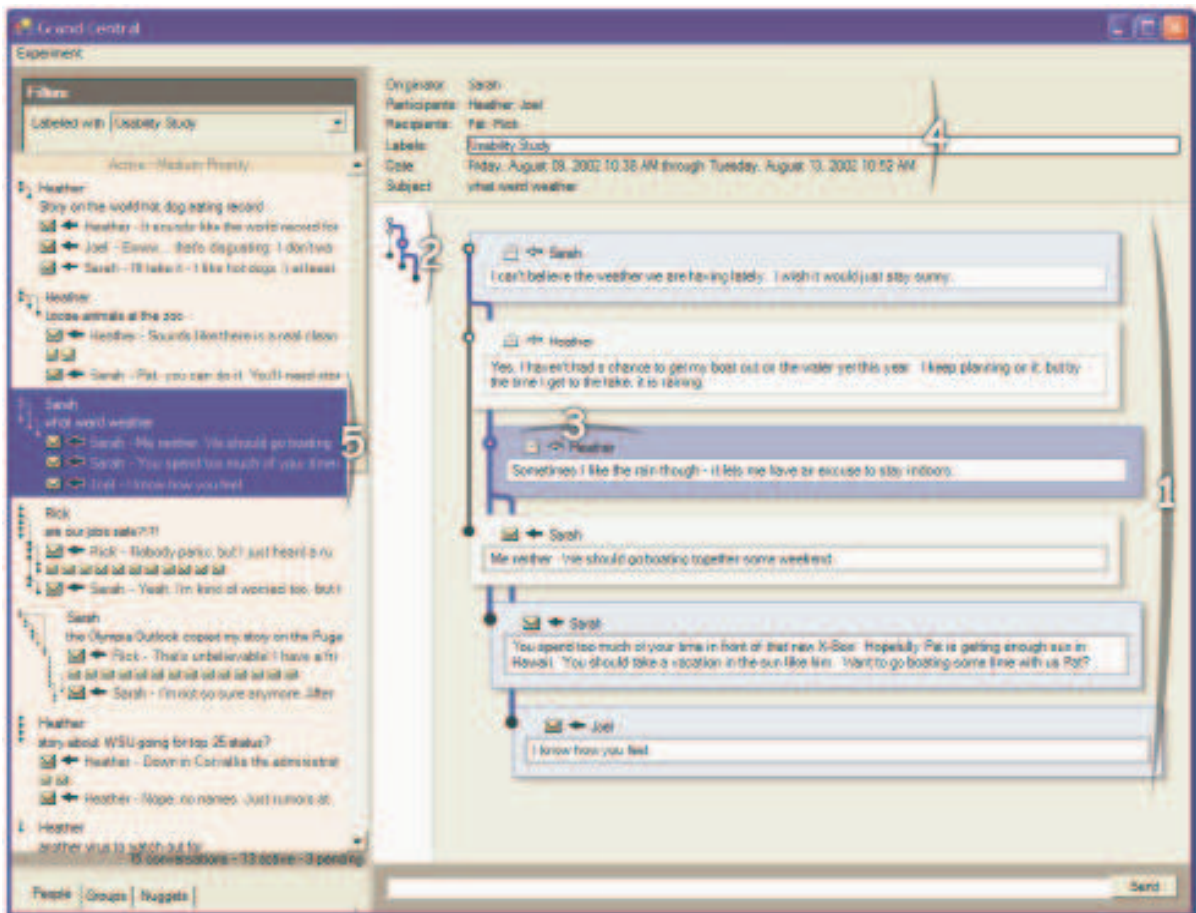 Grand Central
Experiment
Filters
Labeled with Usability Study
Active - Medium Priority
Heather
Story on the world hot dog eating record
Heather - It sounds like the world record for
Joel - Ewww... that's disgusting. I don't wa
Sarah - I'll take it - I like hot dogs.
Heather
Loose animals at the zoo
Heather - Sounds like there is a real clean
Sarah - Pat, you can do it. You'll need
Sarah
what weird weather
Sarah - Me neither. We should go boating
Sarah - You spend too much of your time
Joel - I know how you feel
5
Rick
are our jobs safe?!?!
Rick - Nobody panic, but I just heard a ru
Sarah - Yeah. I'm kind of worried too, but I
Sarah
the Olympia Outlook copied my story on the Puge
Rick - That's unbelievable! I have a fri
Sarah - I'm not so sure anymore. After
Heather
story about WSU going for top 25 status?
Heather - Down in Corvallis the administrat
Heather - Nope, no names. Just rumors at
Heather
another virus to watch out for
15 conversations - 13 active - 3 pending
People Groups Nuggets
Originator Sarah
Participants Heather Joel
Recipients Pat Rick
Labels Usability Study
Date Friday, August 09, 2002 10:38 AM through Tuesday, August 13, 2002 10:52 AM
Subject what weird weather
4
2
Sarah
I can't believe the weather we are having lately. I wish it would just stay sunny.
Heather
Yes, I haven't had a chance to get my boat out on the water yet this year. I keep planning on it, but by
the time I get to the lake, it is raining.
3
Heather
Sometimes I like the rain though - it lets me have an excuse to stay indoors.
1
Sarah
Me neither. We should go boating together some weekend.
Sarah
You spend too much of your time in front of that new X-Box. Hopefully Pat is getting enough sun in
Hawaii. You should take a vacation in the sun like him. Want to go boating some time with us Pat?
Joel
I know how you feel.
Send